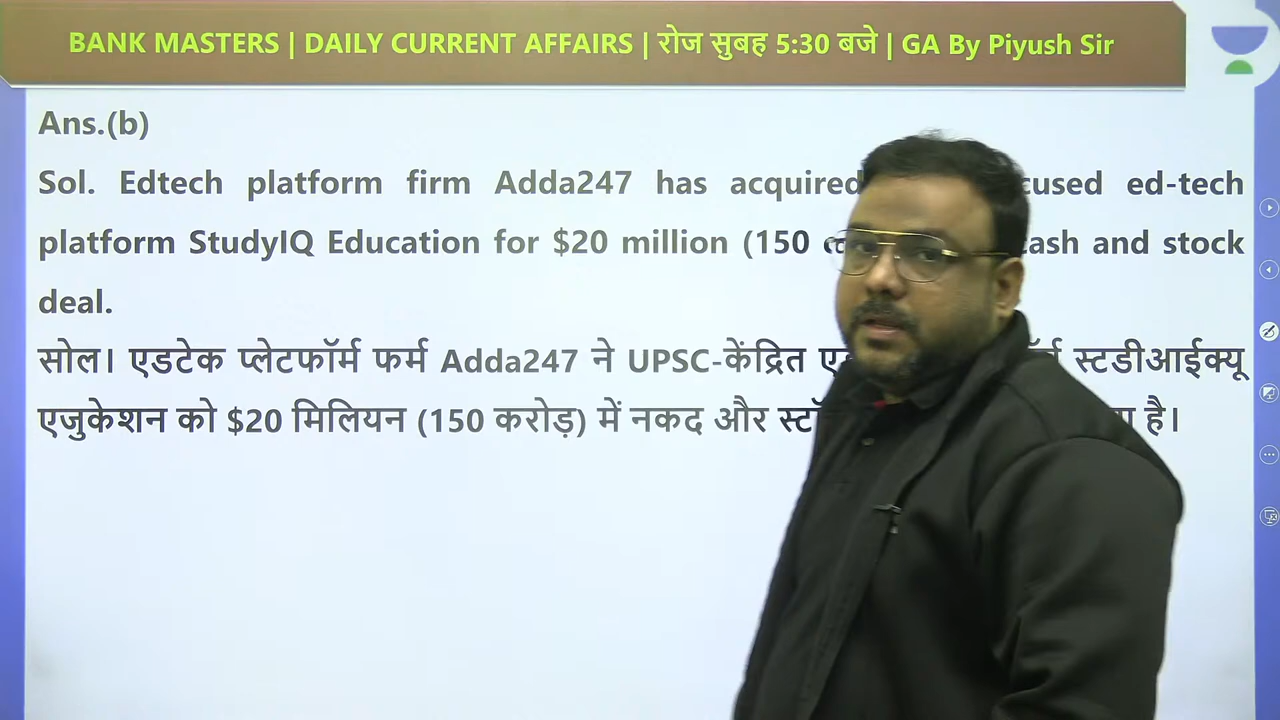 BANK MASTERS | DAILY CURRENT AFFAIRS | रोज सुबह 5:30 बजे | GA By Piyush Sir
Ans.(b)
Sol. Edtech platform firm Adda247 has acquired ed-tech
platform StudyIQ Education for $20 million (150 cash and stock
deal.
सोल। एडटेक प्लेटफॉर्म फर्म Adda247 ने UPSC-केंद्रित स्टडीआईक्यू
एजुकेशन को $20 मिलियन (150 करोड़) में नकद और है।